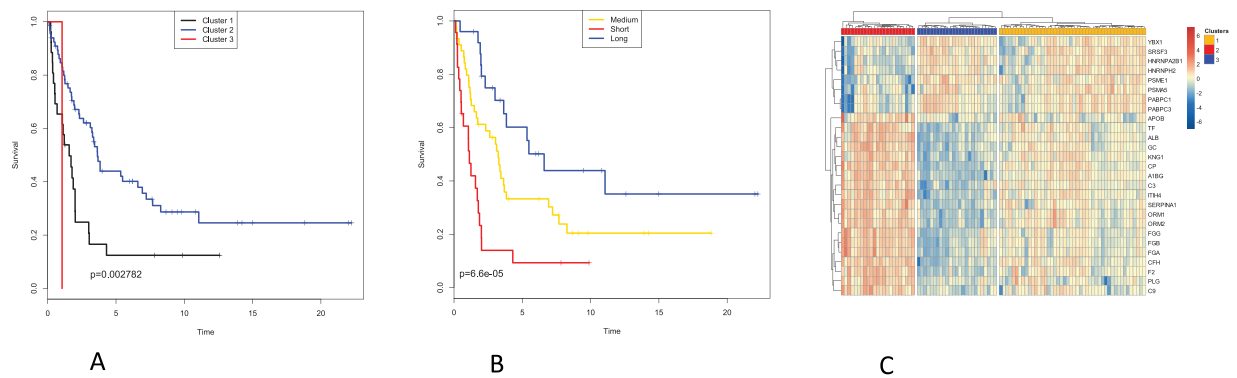 Cluster 1
Cluster 2
Cluster 3
1.0
0.8
0.6
0.4
0.2
0.0
Survival
p=0.002782
0 5 10 15 20
Time
A
Medium
Short
Long
1.0
0.8
0.6
0.4
0.2
0.0
Survival
p=6.6e-05
0 5 10 15 20
Time
B
YBX1
SRSF3
HNRNPA2B1
HNRNPH2
PSME1
PSMA5
PABPC1
PABPC3
APOB
TF
ALB
GC
KNG1
CP
A1BG
C3
ITIH4
SERPINA1
ORM1
ORM2
FGG
FGB
FGA
CFH
F2
PLG
C9
6
4
2
0
-2
-4
-6
Clusters
1
2
3
C